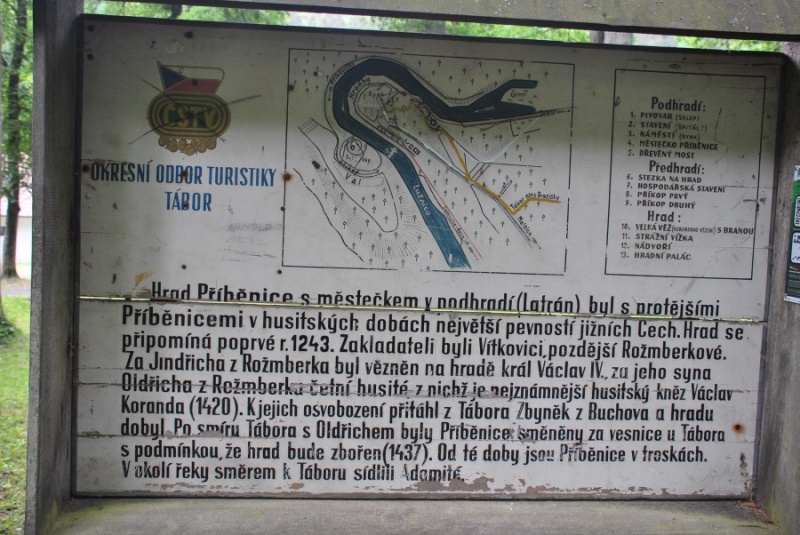 ČSTV
OKRESNÍ ODBOR TURISTIKY
TÁBOR
Lužnice
Podhradí:
1. PIVOVAR (SKLEP)
2. STAVENÍ (ŠPITÁL?)
3. NÁMĚSTÍ (RYNK)
4. MĚSTEČKO PŘIBĚNICE
5. DŘEVĚNÝ MOST
Předhradí:
6. STEZKA NA HRAD
7. HOSPODÁŘSKÁ STAVENÍ
8. PŘÍKOP PRVÝ
9. PŘÍKOP DRUHÝ
Hrad:
10. VELKÁ VĚŽ S BRANOU
11. STRÁŽNÍ VÍŽKA
12. NÁDVOŘÍ
13. HRADNÍ PALÁC
Hrad Příběnice s městečkem v podhradí (Latrán) byl s protějšími
Příběnicemi v husitských dobách největší pevností jižních Čech. Hrad se
připomíná poprvé r. 1243. Zakladateli byli Vítkovici, pozdější Rožmberkové.
Za Jindřicha z Rožmberka byl vězněn na hradě král Václav IV., za jeho syna
Oldřicha z Rožmberka četní husité, z nichž je nejznámnější husitský kněz Václav
Koranda (1420). K jejich osvobození přitáhl z Tábora Zbyněk z Buchova a hradu
dobyl. Po smíru Tábora s Oldřichem byly Příběnice směněny za vesnice u Tábora
s podmínkou, že hrad bude zbořen (1437). Od té doby jsou Příběnice v troskách.
V okolí řeky směrem k Táboru sídlili Adamité.